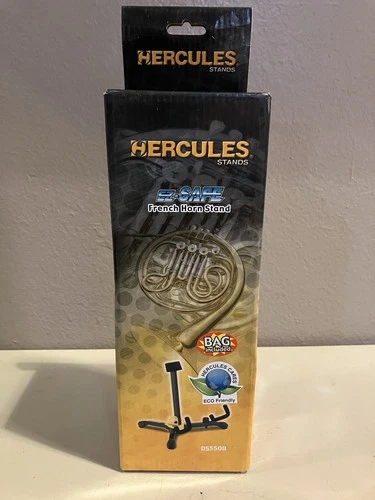 HERCULES
STANDS
HERCULES
STANDS
EZ-SAFE
French Horn Stand
BAG
included
HERCULES CARES
ECO Friendly
DS550B